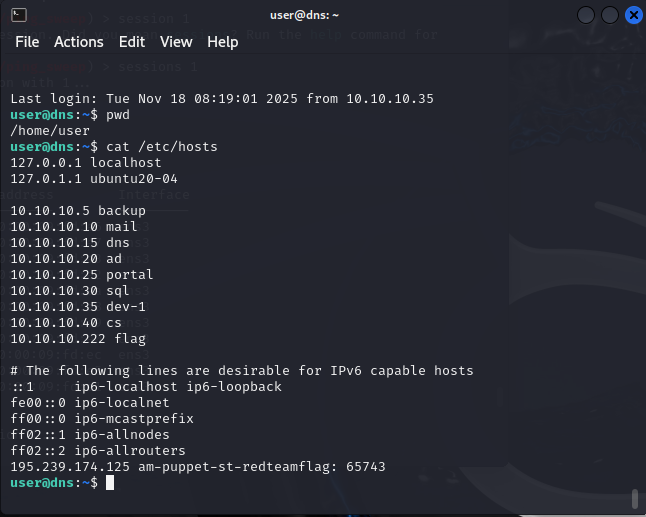 user@dns: ~
File Actions Edit View Help
Last login: Tue Nov 18 08:19:01 2025 from 10.10.10.35
user@dns:~$ pwd
/home/user
user@dns:~$ cat /etc/hosts
127.0.0.1 localhost
127.0.1.1 ubuntu20-04
10.10.10.5 backup
10.10.10.10 mail
10.10.10.15 dns
10.10.10.20 ad
10.10.10.25 portal
10.10.10.30 sql
10.10.10.35 dev-1
10.10.10.40 cs
10.10.10.222 flag
# The following lines are desirable for IPv6 capable hosts
::1 ip6-localhost ip6-loopback
fe00::0 ip6-localnet
ff00::0 ip6-mcastprefix
ff02::1 ip6-allnodes
ff02::2 ip6-allrouters
195.239.174.125 am-puppet-st-redteamflag: 65743
user@dns:~$